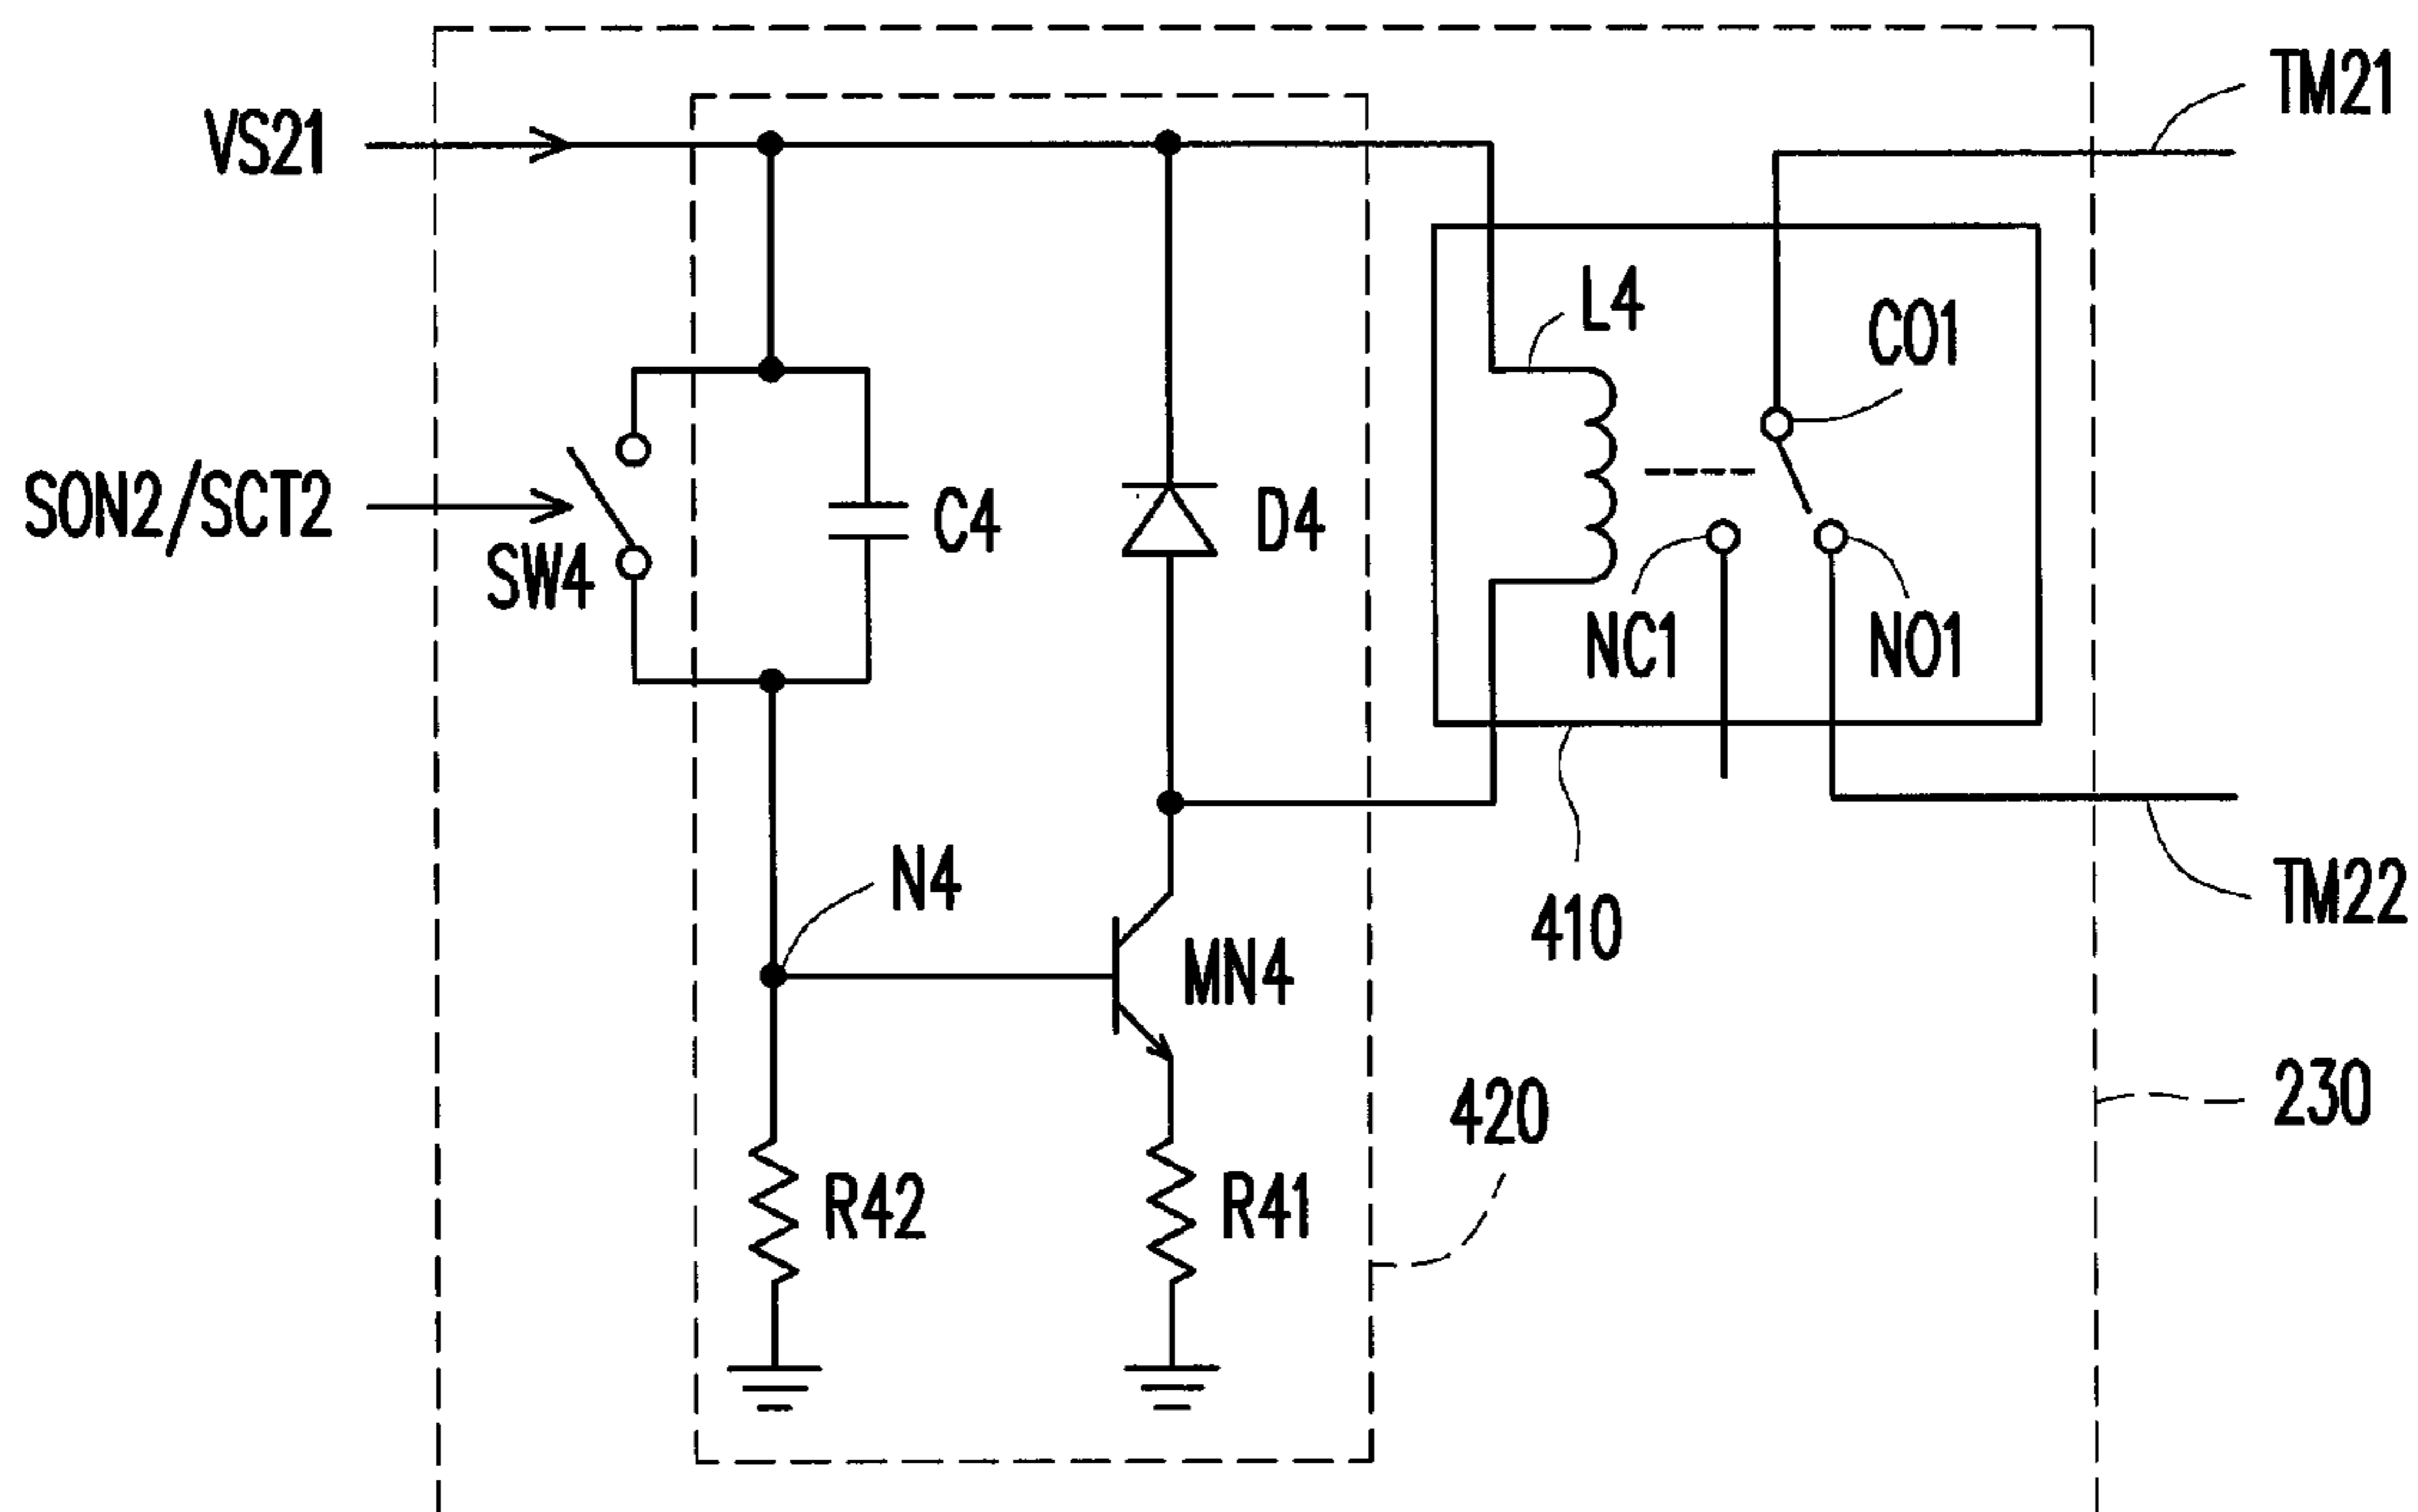 TM21
VS21
L4
CO1
SON2/SCT2
C4
D4
SW4
NC1
NO1
N4
TM22
410
MN4
230
420
R42
R41